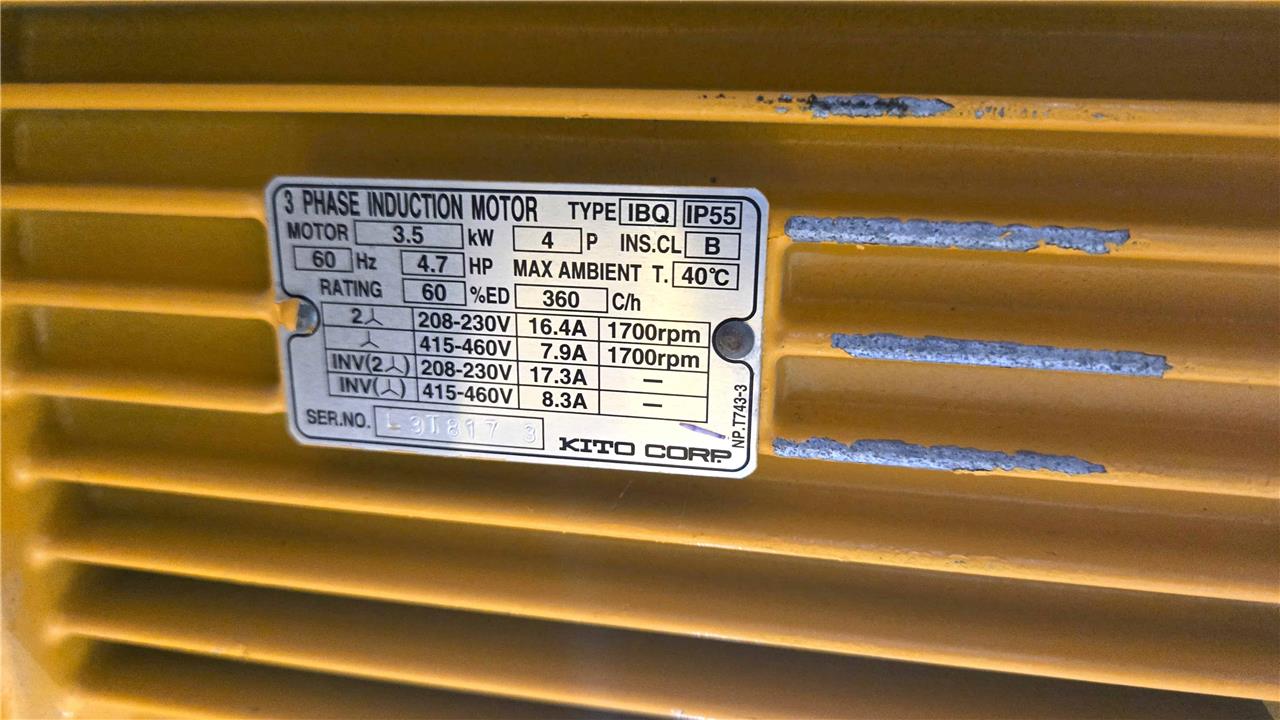 3 PHASE INDUCTION MOTOR TYPE IBQ IP55
MOTOR 3.5 kW 4 P INS.CL B
60 Hz 4.7 HP MAX AMBIENT T. 40℃
RATING 60 %ED 360 C/h
2⅄ 208-230V 16.4A 1700rpm
⅄ 415-460V 7.9A 1700rpm
INV(2⅄) 208-230V 17.3A —
INV(⅄) 415-460V 8.3A —
SER.NO.
KITO CORP.
NP.T743-3